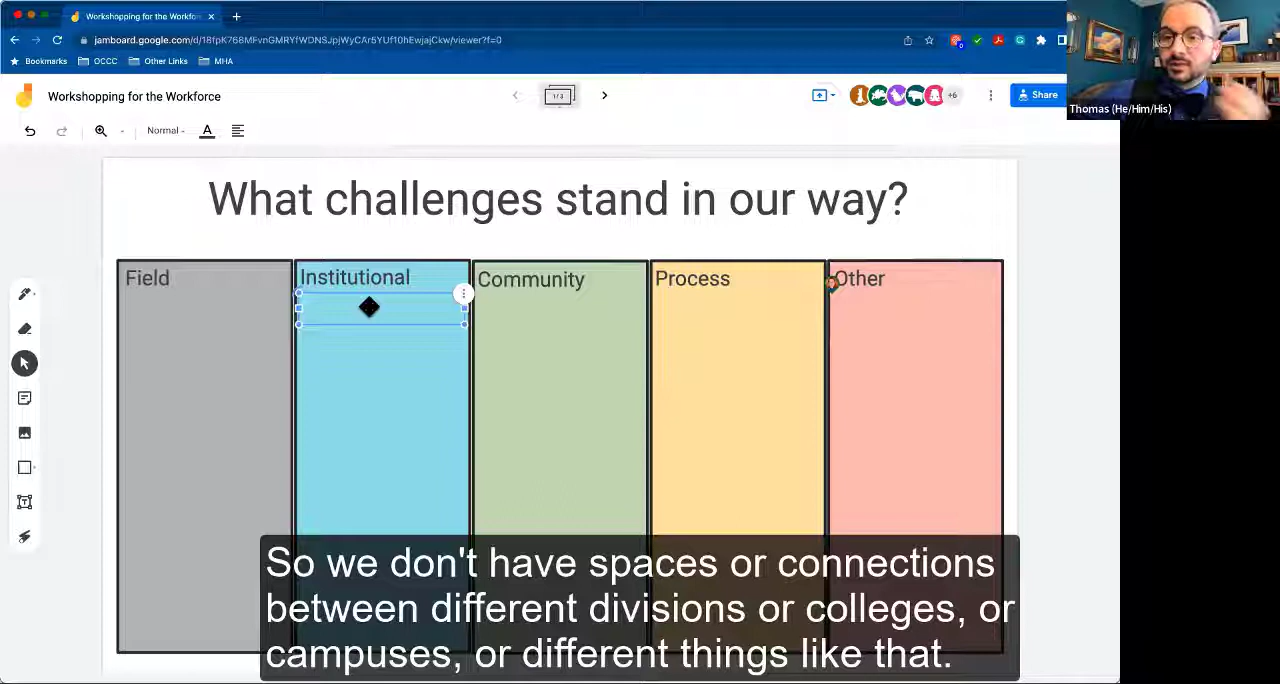 Workshopping for the Workfo
jamboard.google.com/d/18fpK768MFvnGMRYfWDNSJpjWyCAr5YUf10hEwjajCkw/viewer?f=0
Bookmarks OCCC Other Links MHA
Workshopping for the Workforce
1/3
+6
Share
Normal
A
Thomas (He/Him/His)
What challenges stand in our way?
Field Institutional Community Process Other
So we don't have spaces or connections
between different divisions or colleges, or
campuses, or different things like that.